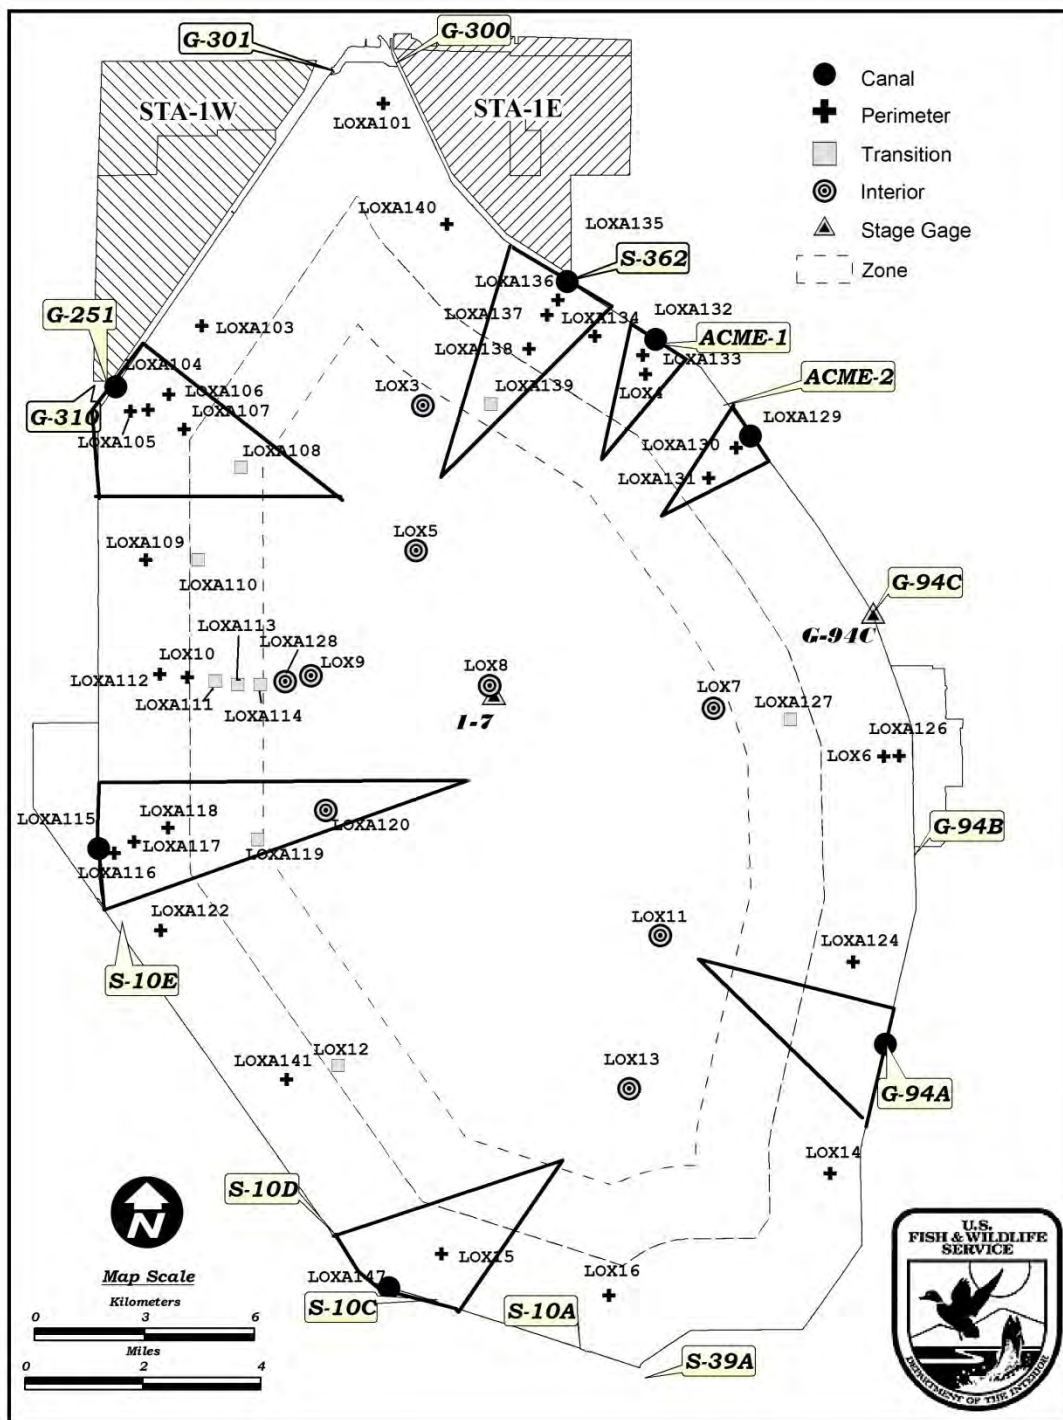 G-301
G-300
STA-1W
STA-1E
LOXA101
Canal
Perimeter
Transition
Interior
Stage Gage
Zone
LOXA140
LOXA135
S-362
LOXA136
G-251
LOXA103
LOXA137
LOXA134
LOXA132
ACME-1
LOXA138
LOXA133
LOXA104
LOX3
LOXA139
LOX4
ACME-2
LOXA106
G-310
LOXA107
LOXA105
LOXA129
LOXA130
LOXA108
LOXA131
LOX5
LOXA109
LOXA110
G-94C
G-94C
LOXA113
LOX10
LOXA128
LOX9
LOX8
LOXA112
LOXA111
LOXA114
I-7
LOX7
LOXA127
LOXA126
LOX6
LOXA118
LOXA115
LOXA120
LOXA117
LOXA119
LOXA116
G-94B
LOXA122
LOX11
LOXA124
S-10E
LOX12
LOXA141
LOX13
G-94A
LOX14
S-10D
LOX15
LOXA147
LOX16
S-10C
S-10A
S-39A
N
Map Scale
Kilometers
0 3 6
Miles
0 2 4
U.S.
FISH & WILDLIFE
SERVICE
DEPARTMENT OF THE INTERIOR